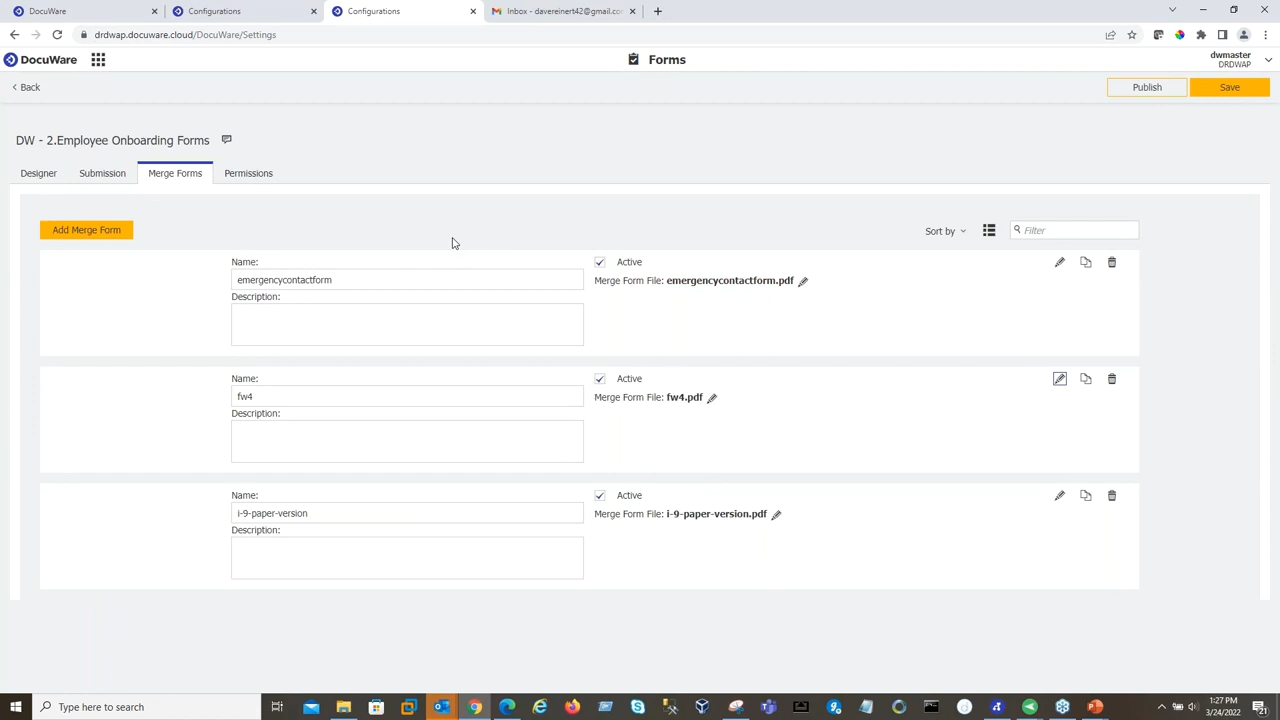 DocuWare
Configurations
Configurations
Inbox - davereinert42@gmail.co
drdwap.docuware.cloud/DocuWare/Settings
DocuWare
Forms
dwmaster
DRDWAP
Back
Publish
Save
DW - 2.Employee Onboarding Forms
Designer
Submission
Merge Forms
Permissions
Add Merge Form
Sort by
Filter
Name:
Active
emergencycontactform
Merge Form File: emergencycontactform.pdf
Description:
Name:
Active
fw4
Merge Form File: fw4.pdf
Description:
Name:
Active
i-9-paper-version
Merge Form File: i-9-paper-version.pdf
Description:
Type here to search
1:27 PM
3/24/2022